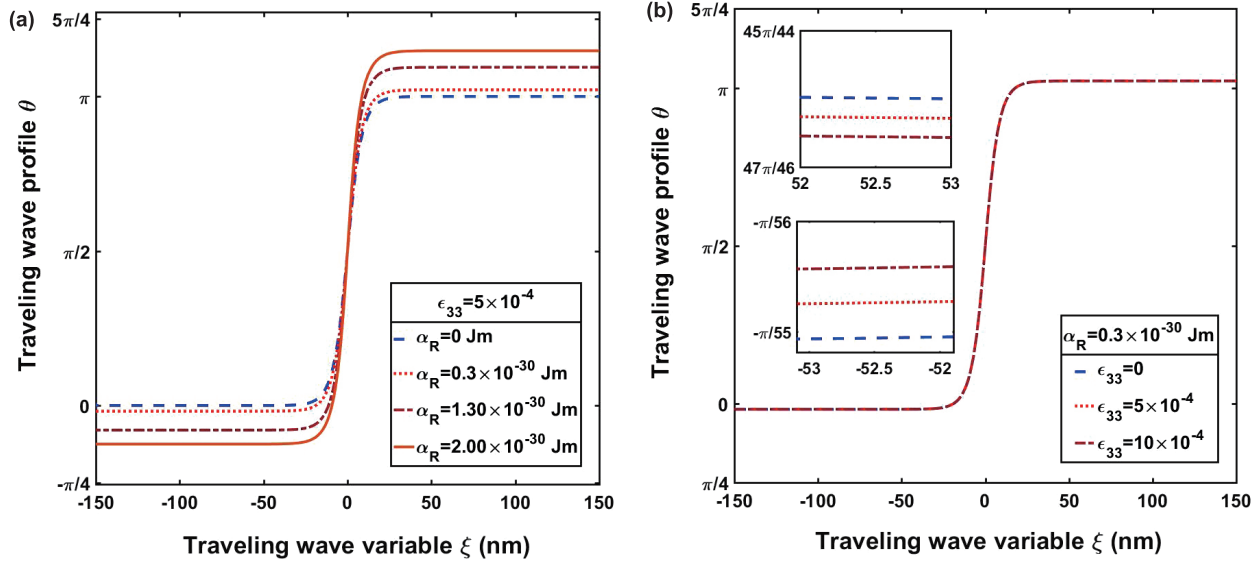 (a)
5π/4
π
π/2
0
-π/4
Traveling wave profile θ
-150 -100 -50 0 50 100 150
Traveling wave variable ξ (nm)
ϵ33=5×10-4
αR=0 Jm
αR=0.3×10-30 Jm
αR=1.30×10-30 Jm
αR=2.00×10-30 Jm
(b)
5π/4
π
π/2
0
π/4
Traveling wave profile θ
-150 -100 -50 0 50 100 150
Traveling wave variable ξ (nm)
45π/44
47π/46
52 52.5 53
-π/56
-π/55
-53 -52.5 -52
αR=0.3×10-30 Jm
ϵ33=0
ϵ33=5×10-4
ϵ33=10×10-4